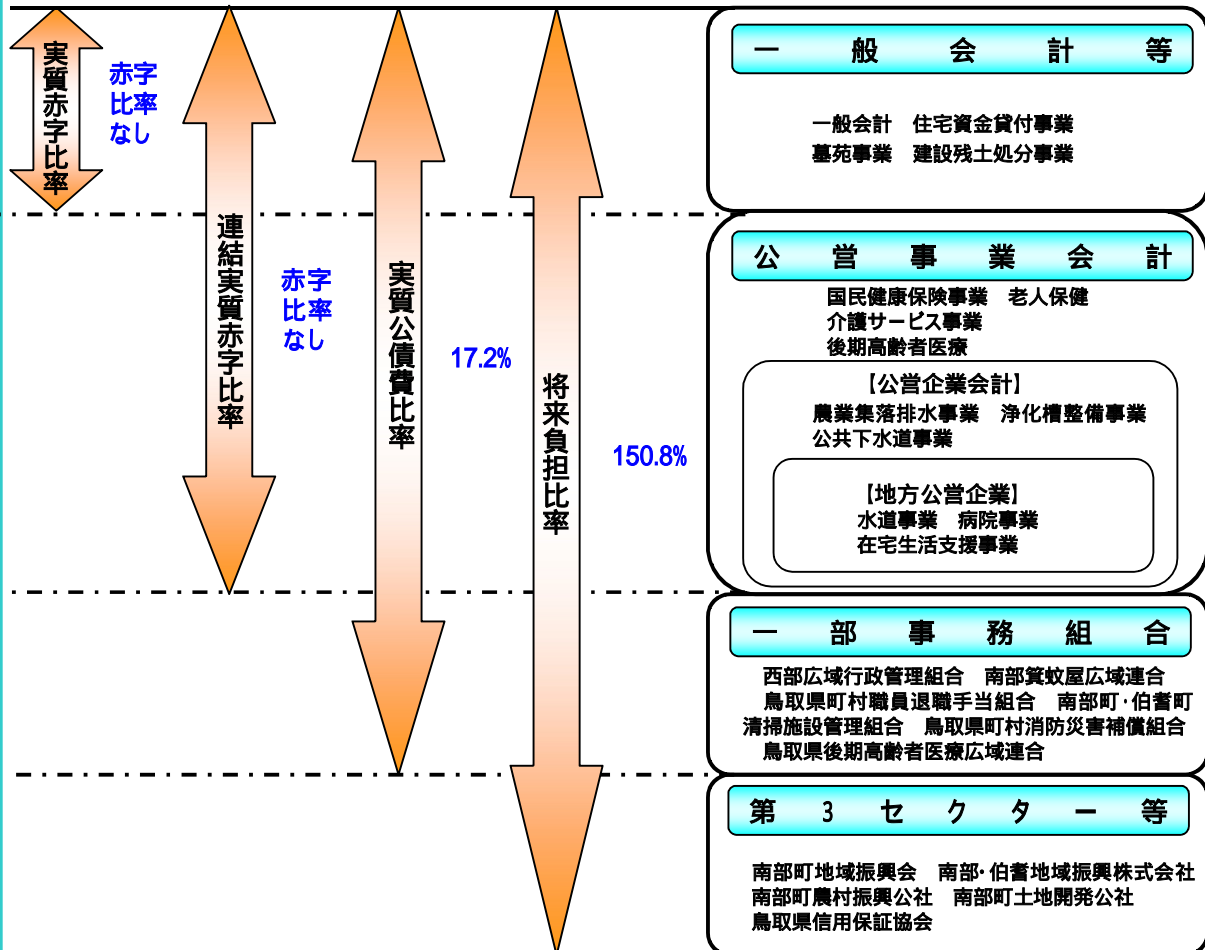 実質赤字比率
赤字
比率
なし
連結実質赤字比率
赤字
比率
なし
実質公債費比率
17.2%
将来負担比率
150.8%
一般会計等
一般会計　住宅資金貸付事業
墓苑事業　建設残土処分事業
公営事業会計
国民健康保険事業　老人保健
介護サービス事業
後期高齢者医療
【公営企業会計】
農業集落排水事業　浄化槽整備事業
公共下水道事業
【地方公営企業】
水道事業　病院事業
在宅生活支援事業
一部事務組合
西部広域行政管理組合　南部箕蚊屋広域連合
鳥取県町村職員退職手当組合　南部町・伯耆町
清掃施設管理組合　鳥取県町村消防災害補償組合
鳥取県後期高齢者医療広域連合
第3セクター等
南部町地域振興会　南部・伯耆地域振興株式会社
南部町農村振興公社　南部町土地開発公社
鳥取県信用保証協会